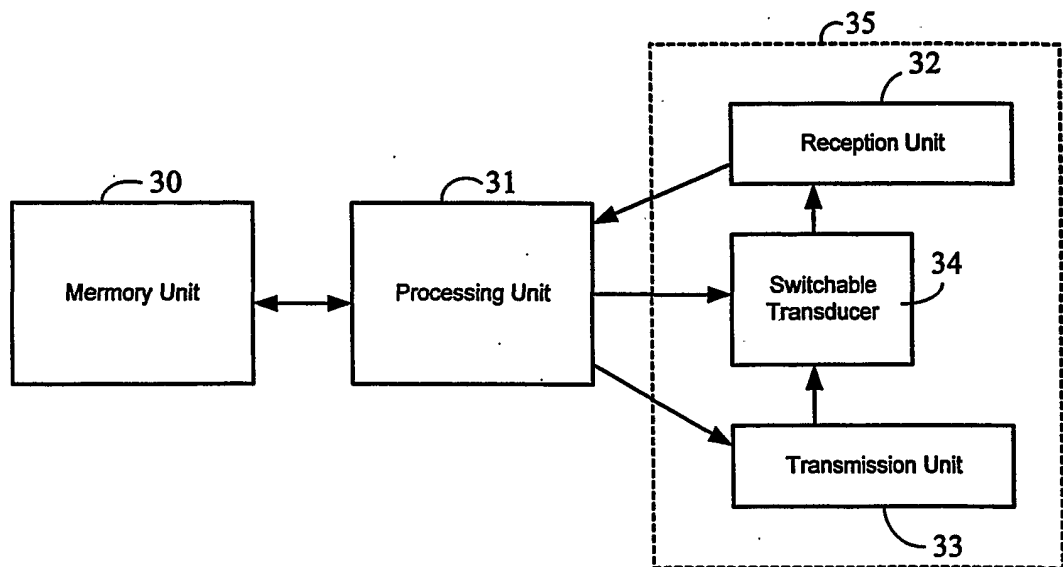 35
32
Reception Unit
30
31
Mermory Unit
Processing Unit
34
Switchable
Transducer
Transmission Unit
33